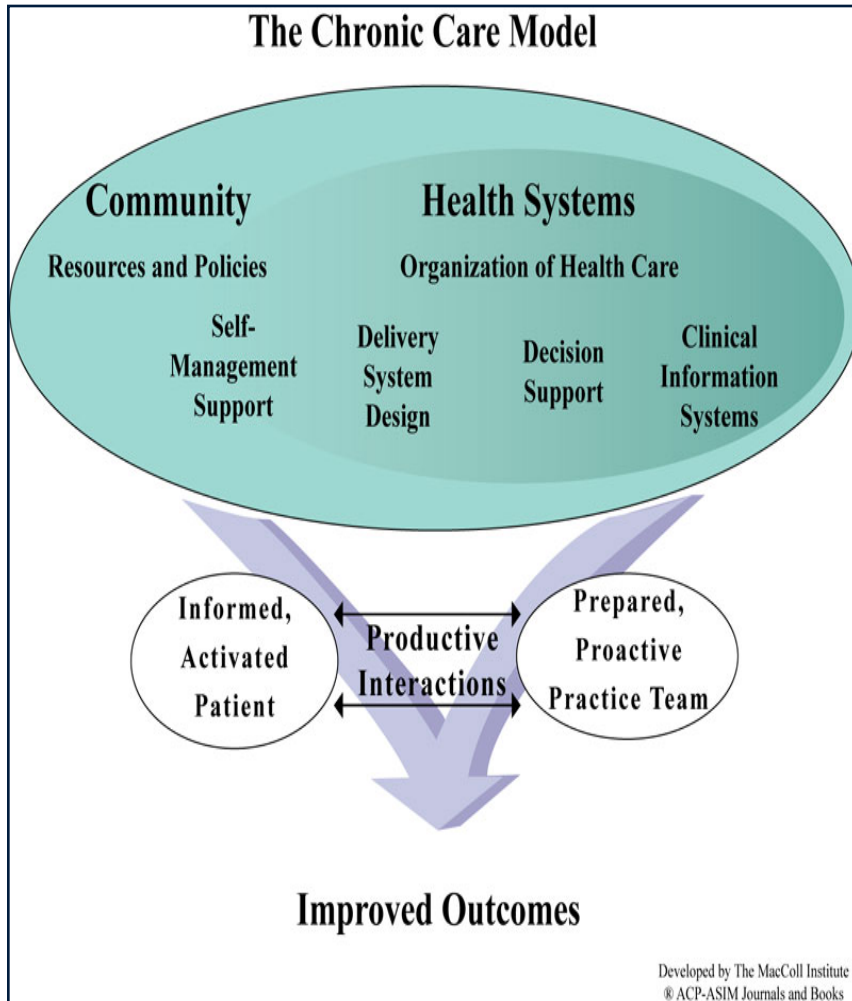 The Chronic Care Model
Community
Health Systems
Resources and Policies
Organization of Health Care
Self-
Management
Support
Delivery
System
Design
Decision
Support
Clinical
Information
Systems
Informed,
Activated
Patient
Productive
Interactions
Prepared,
Proactive
Practice Team
Improved Outcomes
Developed by The MacColl Institute
® ACP-ASIM Journals and Books